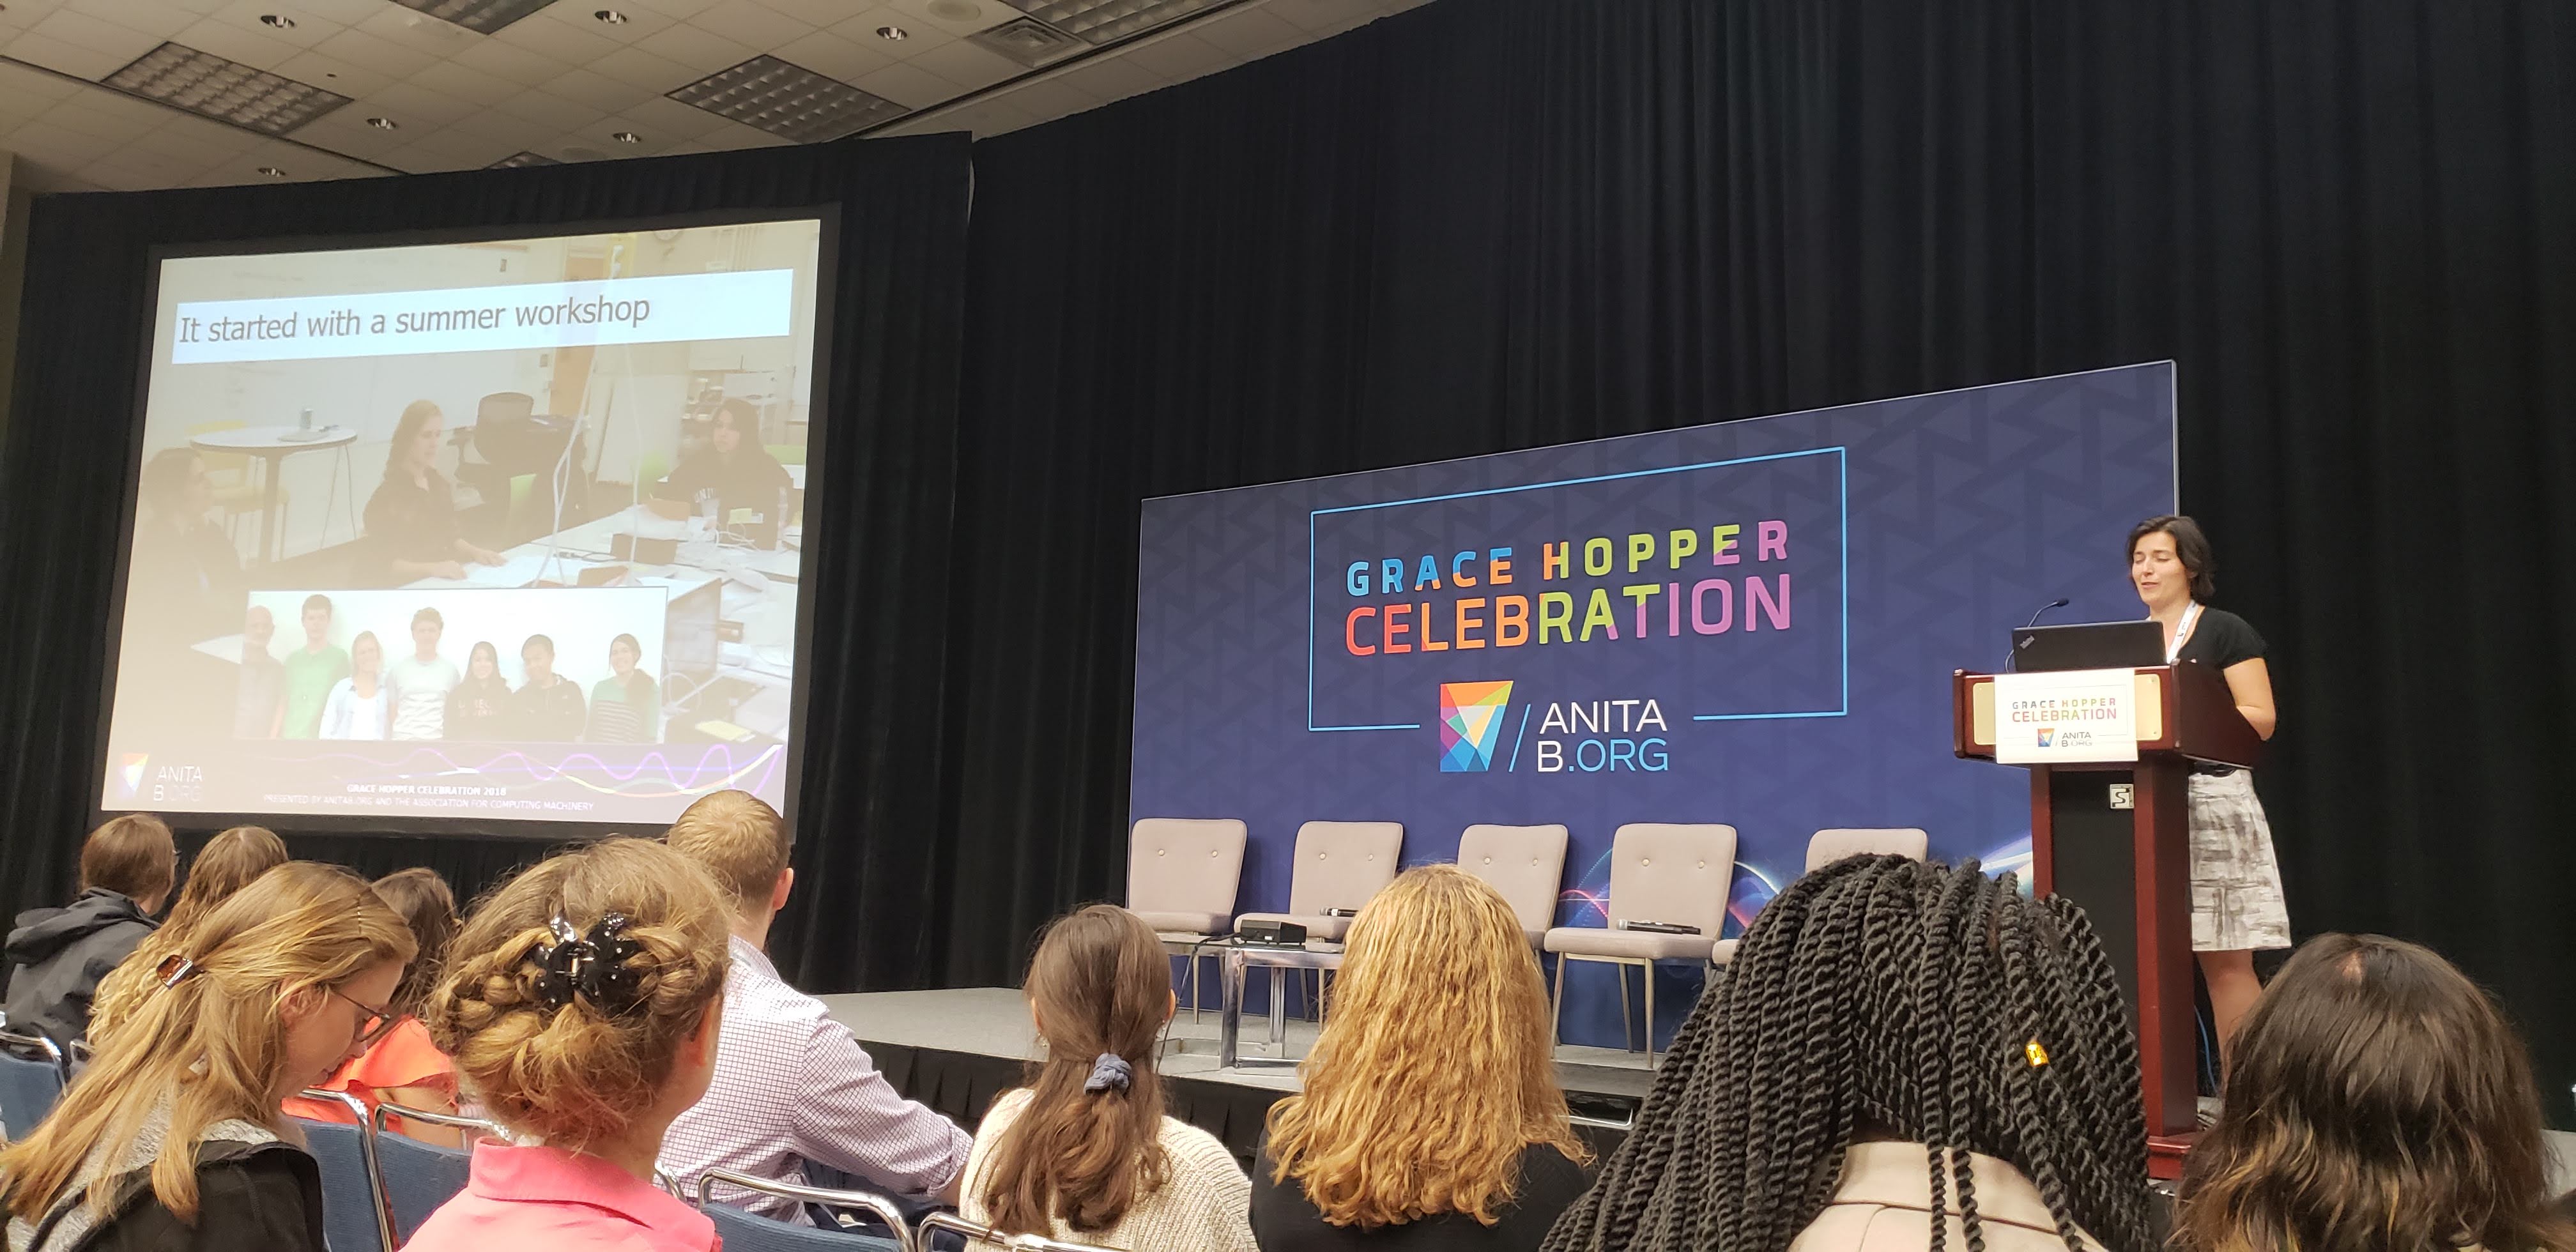 It started with a summer workshop
ANITA
B.ORG
GRACE HOPPER CELEBRATION 2018
PRESENTED BY ANITAB.ORG AND THE ASSOCIATION FOR COMPUTING MACHINERY
GRACE HOPPER
CELEBRATION
ANITA
B.ORG
GRACE HOPPER
CELEBRATION
ANITA
B.ORG